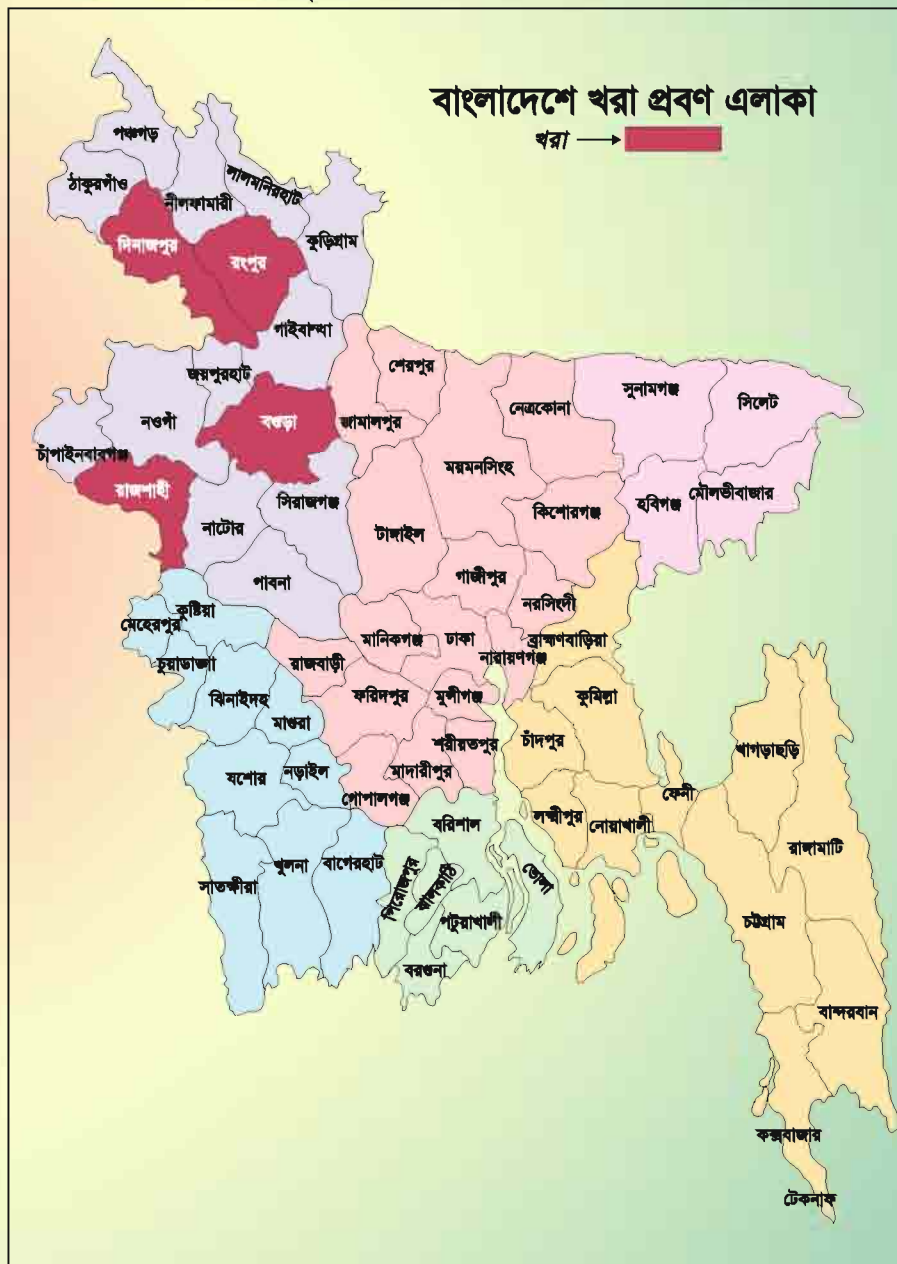 বাংলাদেশে খরা প্রবণ এলাকা
খরা
পঞ্চগড়
ঠাকুরগাঁও
নীলফামারী
লালমনিরহাট
দিনাজপুর
রংপুর
কুড়িগ্রাম
গাইবান্ধা
জয়পুরহাট
নওগাঁ
বগুড়া
চাঁপাইনবাবগঞ্জ
রাজশাহী
নাটোর
সিরাজগঞ্জ
পাবনা
শেরপুর
জামালপুর
নেত্রকোনা
ময়মনসিংহ
টাঙ্গাইল
কিশোরগঞ্জ
গাজীপুর
নরসিংদী
সুনামগঞ্জ
সিলেট
হবিগঞ্জ
মৌলভীবাজার
মানিকগঞ্জ
ঢাকা
নারায়ণগঞ্জ
ব্রাহ্মণবাড়িয়া
রাজবাড়ী
ফরিদপুর
মুন্সীগঞ্জ
কুমিল্লা
কুষ্টিয়া
মেহেরপুর
চুয়াডাঙ্গা
ঝিনাইদহ
মাগুরা
যশোর
নড়াইল
শরীয়তপুর
মাদারীপুর
গোপালগঞ্জ
চাঁদপুর
লক্ষ্মীপুর
নোয়াখালী
ফেনী
খাগড়াছড়ি
রাঙ্গামাটি
চট্টগ্রাম
বান্দরবান
কক্সবাজার
টেকনাফ
সাতক্ষীরা
খুলনা
বাগেরহাট
বরিশাল
পিরোজপুর
ঝালকাঠি
পটুয়াখালী
বরগুনা
ভোলা